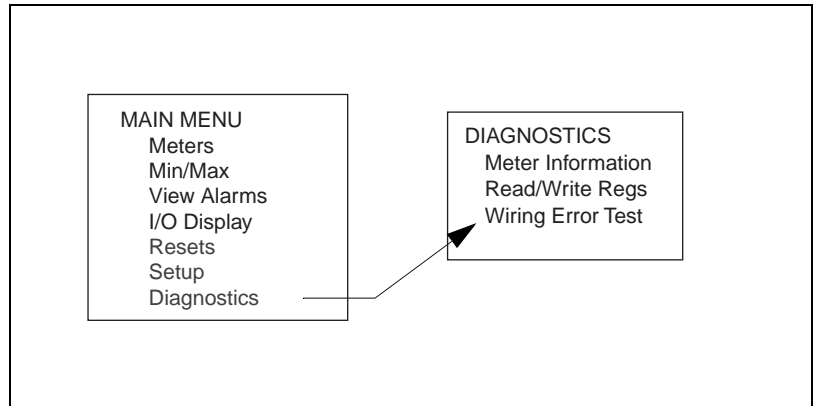 MAIN MENU
Meters
Min/Max
View Alarms
I/O Display
Resets
Setup
Diagnostics
DIAGNOSTICS
Meter Information
Read/Write Regs
Wiring Error Test